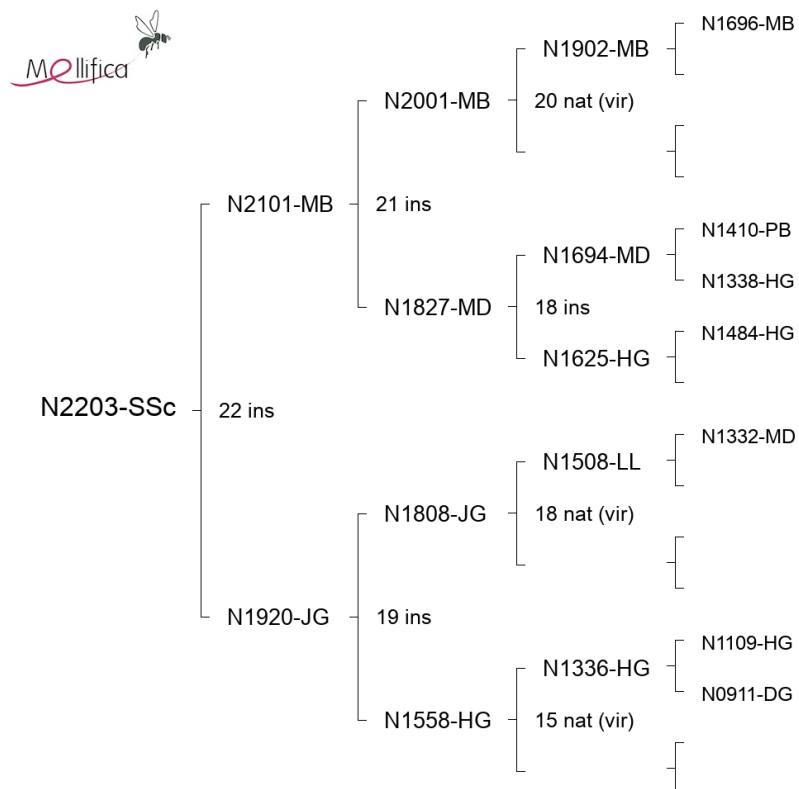 Mellifica
N1696-MB
N1902-MB
N2001-MB
20 nat (vir)
N2101-MB
21 ins
N1410-PB
N1694-MD
N1338-HG
N1827-MD
18 ins
N1484-HG
N1625-HG
N2203-SSc
22 ins
N1332-MD
N1508-LL
N1808-JG
18 nat (vir)
N1920-JG
19 ins
N1109-HG
N1336-HG
N0911-DG
N1558-HG
15 nat (vir)